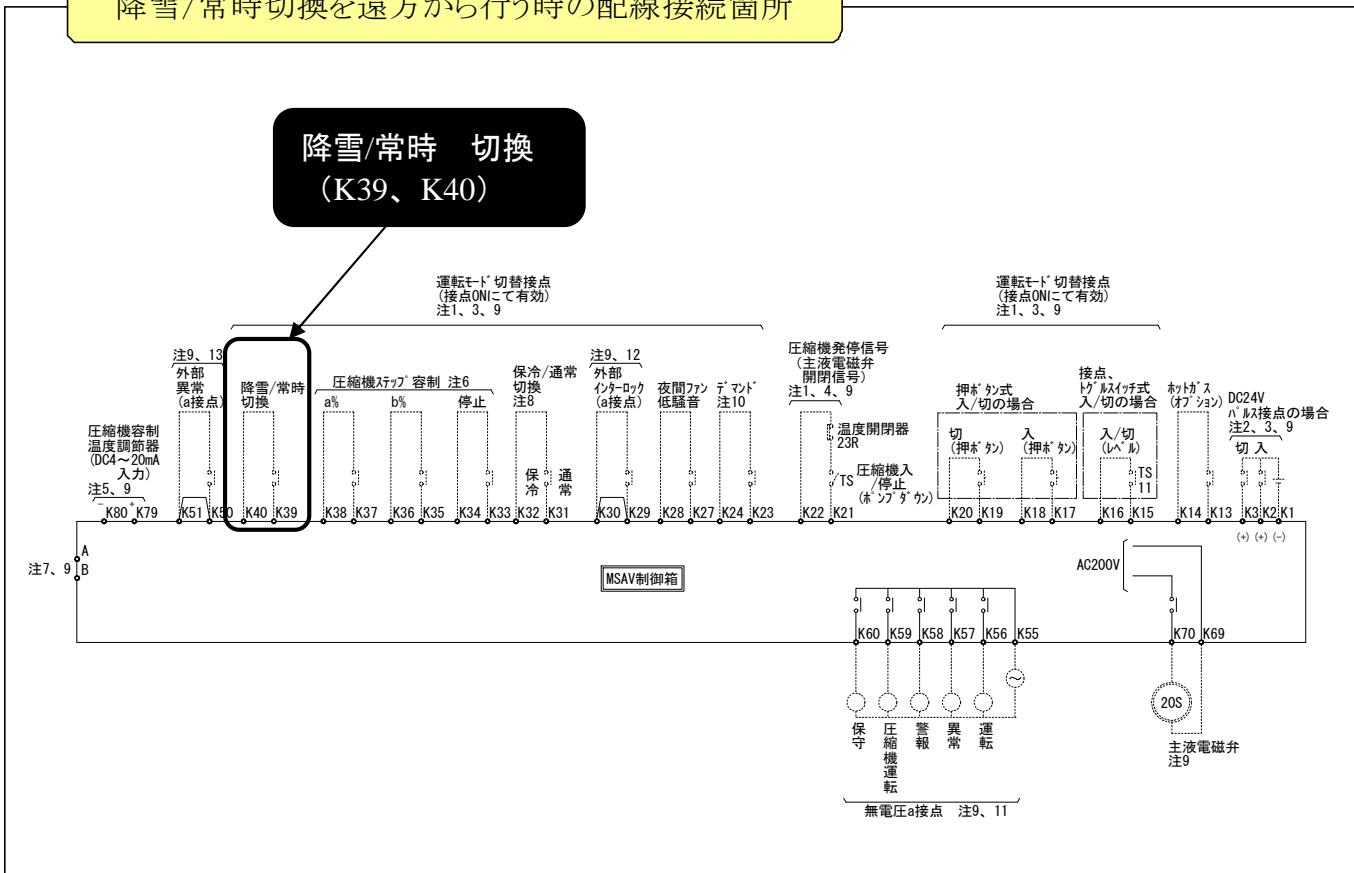 降雪/常時切換を遠方から行う時の配線接続箇所
降雪/常時　切換
（K39、K40）
運転ﾓｰﾄﾞ切替接点
(接点ONにて有効)
注1、3、9
運転ﾓｰﾄﾞ切替接点
(接点ONにて有効)
注1、3、9
圧縮機容制
温度調節器
(DC4～20mA
入力)
注5、9
注9、13
外部
異常
(a接点)
降雪/常時
切換
圧縮機ｽﾃｯﾌﾟ容制 注6
a%
b%
停止
保冷/通常
切換
注8
保冷
通常
注9、12
外部
ｲﾝﾀｰﾛｯｸ
(a接点)
夜間ファン
低騒音
ﾃﾞﾏﾝﾄﾞ
注10
圧縮機発停信号
(主液電磁弁
開閉信号)
注1、4、9
温度開閉器
23R
TS
圧縮機入
/停止
(ﾎﾟﾝﾌﾟﾀﾞｳﾝ)
押ﾎﾞﾀﾝ式
入/切の場合
切
(押ﾎﾞﾀﾝ)
入
(押ﾎﾞﾀﾝ)
接点、
ﾄｸﾞﾙｽｲｯﾁ式
入/切の場合
入/切
(ﾚﾍﾞﾙ)
TS
11
ﾎｯﾄｶﾞｽ
(ｵﾌﾟｼｮﾝ)
DC24V
ﾊﾟﾙｽ接点の場合
注2、3、9
切 入
- +
K80 K79 K51 K50 K40 K39 K38 K37 K36 K35 K34 K33 K32 K31 K30 K29 K28 K27 K24 K23 K22 K21 K20 K19 K18 K17 K16 K15 K14 K13 K3 K2 K1
(+) (+) (-)
A
注7、9 B
MSAV制御箱
AC200V
K60 K59 K58 K57 K56 K55 K70 K69
～
20S
保守
圧縮機運転
警報
異常
運転
主液電磁弁
注9
無電圧a接点　注9、11